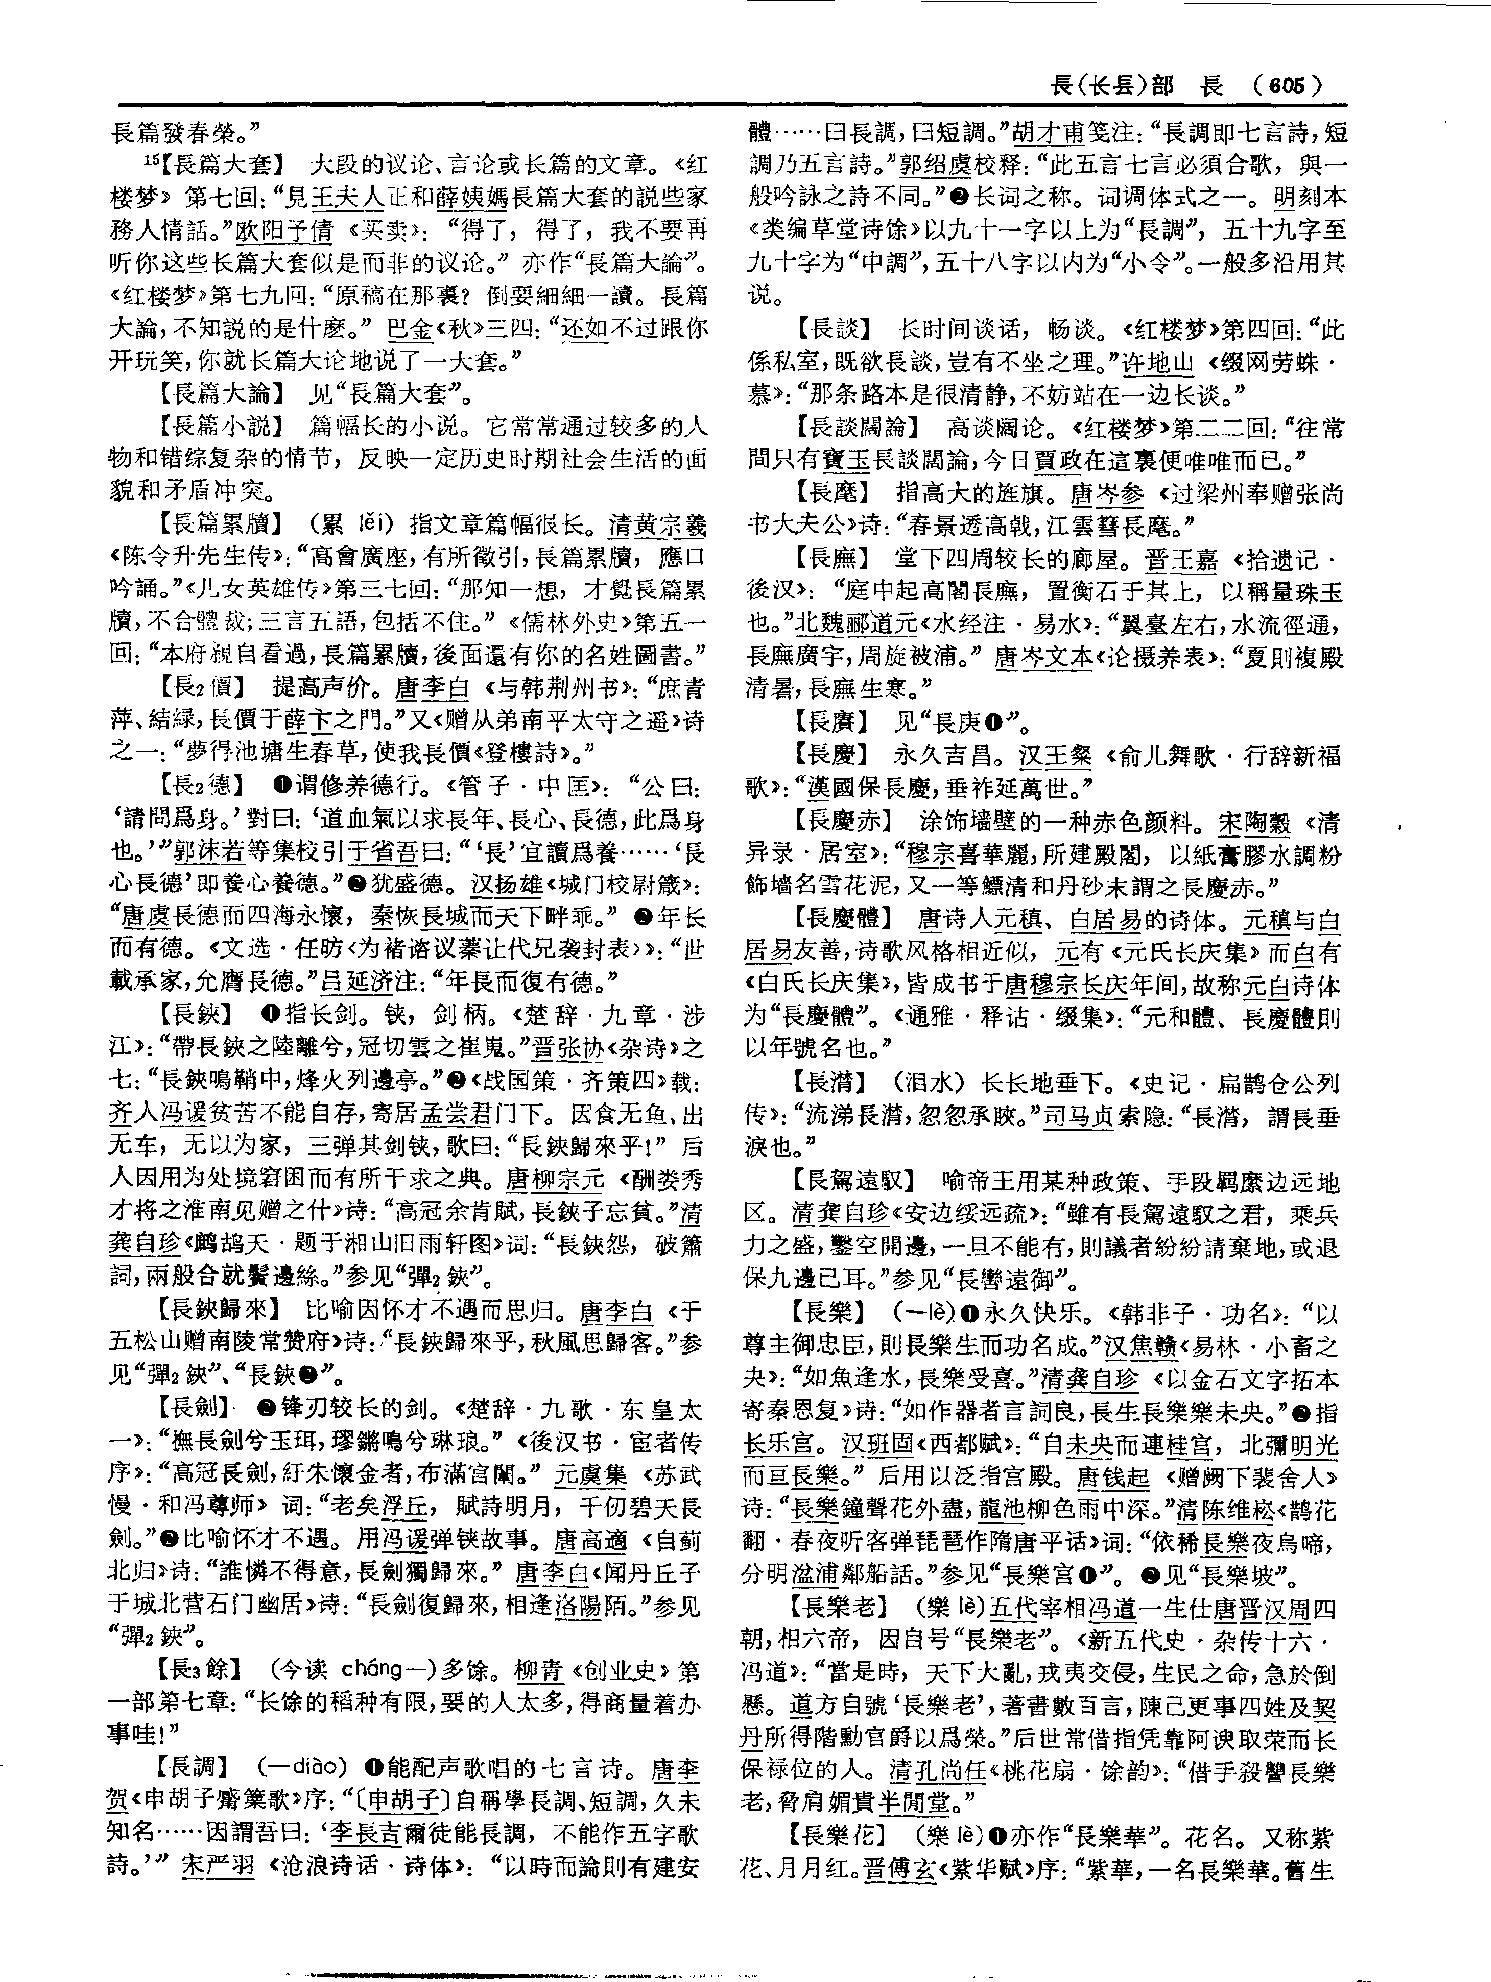 長(长镸)部　長　(605)
長篇發春榮。”
15【長篇大套】　大段的议论、言论或长篇的文章。《红
楼梦》第七回：“見王夫人正和薛姨媽長篇大套的説些家
務人情話。”欧阳予倩《买卖》：“得了，得了，我不要再
听你这些长篇大套似是而非的议论。”亦作“長篇大論”。
《红楼梦》第七九回：“原稿在那裏？倒要細細一讀。長篇
大論，不知説的是什麽。”巴金《秋》三四：“还如不过跟你
开玩笑，你就长篇大论地说了一大套。”
【長篇大論】　见“長篇大套”。
【長篇小説】　篇幅长的小说。它常常通过较多的人
物和错综复杂的情节，反映一定历史时期社会生活的面
貌和矛盾冲突。
【長篇累牘】　(累 lěi) 指文章篇幅很长。清黄宗羲
《陈令升先生传》：“高會廣座，有所徵引，長篇累牘，應口
吟誦。”《儿女英雄传》第三七回：“那知一想，才覺長篇累
牘，不合體裁；三言五語，包括不住。”《儒林外史》第五一
回：“本府親自看過，長篇累牘，後面還有你的名姓圖書。”
【長2價】　提高声价。唐李白《与韩荆州书》：“庶青
萍、結緑，長價于薛卞之門。”又《赠从弟南平太守之遥》诗
之一：“夢得池塘生春草，使我長價《登樓詩》。”
【長2德】　❶谓修养德行。《管子·中匡》：“公曰：
‘請問爲身。’對曰：‘道血氣以求長年、長心、長德，此爲身
也。’”郭沫若等集校引于省吾曰：“‘長’宜讀爲養……‘長
心長德’即養心養德。”❷犹盛德。汉扬雄《城门校尉箴》：
“唐虞長德而四海永懷，秦恢長城而天下畔乖。”❷年长
而有德。《文选·任昉〈为褚谘议蓁让代兄袭封表〉》：“世
載承家，允膺長德。”吕延济注：“年長而復有德。”
【長鋏】　❶指长剑。铗，剑柄。《楚辞·九章·涉
江》：“帶長鋏之陸離兮，冠切雲之崔嵬。”晋张协《杂诗》之
七：“長鋏鳴鞘中，烽火列邊亭。”❷《战国策·齐策四》载：
齐人冯谖贫苦不能自存，寄居孟尝君门下。因食无鱼、出
无车，无以为家，三弹其剑铗，歌曰：“長鋏歸來乎！”后
人因用为处境窘困而有所干求之典。唐柳宗元《酬娄秀
才将之淮南见赠之什》诗：“高冠余肯賦，長鋏子忘貧。”清
龚自珍《鹧鸪天·题于湘山旧雨轩图》词：“長鋏怨，破簫
詞，兩般合就鬢邊絲。”参见“彈2鋏”。
【長鋏歸來】　比喻因怀才不遇而思归。唐李白《于
五松山赠南陵常赞府》诗：“長鋏歸來乎，秋風思歸客。”参
见“彈2鋏”、“長鋏❷”。
【長劍】　❷锋刃较长的剑。《楚辞·九歌·东皇太
一》：“撫長劍兮玉珥，璆鏘鳴兮琳琅。”《後汉书·宦者传
序》：“高冠長劍，紆朱懷金者，布滿宫闈。”元虞集《苏武
慢·和冯尊师》词：“老矣浮丘，賦詩明月，千仞碧天長
劍。”❷比喻怀才不遇。用冯谖弹铗故事。唐高適《自蓟
北归》诗：“誰憐不得意，長劍獨歸來。”唐李白《闻丹丘子
于城北营石门幽居》诗：“長劍復歸來，相逢洛陽陌。”参见
“彈2鋏”。
【長3餘】　(今读 cháng—)多馀。柳青《创业史》第
一部第七章：“长馀的稻种有限，要的人太多，得商量着办
事哇！”
【長調】　(—diào) ❶能配声歌唱的七言诗。唐李
贺《申胡子觱篥歌》序：“〔申胡子〕自稱學長調、短調，久未
知名……因謂吾曰：‘李長吉爾徒能長調，不能作五字歌
詩。’”宋严羽《沧浪诗话·诗体》：“以時而論則有建安
體……曰長調，曰短調。”胡才甫笺注：“長調即七言詩，短
調乃五言詩。”郭绍虞校释：“此五言七言必須合歌，與一
般吟詠之詩不同。”❷长词之称。词调体式之一。明刻本
《类编草堂诗馀》以九十一字以上为“長調”，五十九字至
九十字为“中調”，五十八字以内为“小令”。一般多沿用其
说。
【長談】　长时间谈话，畅谈。《红楼梦》第四回：“此
係私室，既欲長談，豈有不坐之理。”许地山《缀网劳蛛·
慕》：“那条路本是很清静，不妨站在一边长谈。”
【長談闊論】　高谈阔论。《红楼梦》第二二回：“往常
間只有寶玉長談闊論，今日賈政在這裏便唯唯而已。”
【長麾】　指高大的旌旗。唐岑参《过梁州奉赠张尚
书大夫公》诗：“春景透高戟，江雲彗長麾。”
【長廡】　堂下四周较长的廊屋。晋王嘉《拾遗记·
後汉》：“庭中起高閣長廡，置衡石于其上，以稱量珠玉
也。”北魏郦道元《水经注·易水》：“翼臺左右，水流徑通，
長廡廣宇，周旋被浦。”唐岑文本《论摄养表》：“夏則複殿
清暑，長廡生寒。”
【長賡】　见“長庚❶”。
【長慶】　永久吉昌。汉王粲《俞儿舞歌·行辞新福
歌》：“漢國保長慶，垂祚延萬世。”
【長慶赤】　涂饰墙壁的一种赤色颜料。宋陶穀《清
异录·居室》：“穆宗喜華麗，所建殿閣，以紙膏膠水調粉
飾墻名雪花泥，又一等鰾清和丹砂末謂之長慶赤。”
【長慶體】　唐诗人元稹、白居易的诗体。元稹与白
居易友善，诗歌风格相近似，元有《元氏长庆集》而白有
《白氏长庆集》，皆成书于唐穆宗长庆年间，故称元白诗体
为“長慶體”。《通雅·释诂·缀集》：“元和體、長慶體則
以年號名也。”
【長潸】　(泪水) 长长地垂下。《史记·扁鹊仓公列
传》：“流涕長潸，忽忽承睫。”司马贞索隐：“長潸，謂長垂
淚也。”
【長駕遠馭】　喻帝王用某种政策、手段羁縻边远地
区。清龚自珍《安边绥远疏》：“雖有長駕遠馭之君，乘兵
力之盛，鑿空開邊，一旦不能有，則議者紛紛請棄地，或退
保九邊已耳。”参见“長轡遠御”。
【長樂】　(—lè)❶永久快乐。《韩非子·功名》：“以
尊主御忠臣，則長樂生而功名成。”汉焦赣《易林·小畜之
夬》：“如魚逢水，長樂受喜。”清龚自珍《以金石文字拓本
寄秦恩复》诗：“如作器者言詞良，長生長樂樂未央。”❷指
长乐宫。汉班固《西都赋》：“自未央而連桂宫，北彌明光
而亘長樂。”后用以泛指宫殿。唐钱起《赠阙下裴舍人》
诗：“長樂鐘聲花外盡，龍池柳色雨中深。”清陈维崧《鹊花
翻·春夜听客弹琵琶作隋唐平话》词：“依稀長樂夜烏啼，
分明湓浦鄰船話。”参见“長樂宫❶”。❷见“長樂坡”。
【長樂老】　(樂 lè)五代宰相冯道一生仕唐晋汉周四
朝，相六帝，因自号“長樂老”。《新五代史·杂传十六·
冯道》：“當是時，天下大亂，戎夷交侵，生民之命，急於倒
懸。道方自號‘長樂老’，著書數百言，陳己更事四姓及契
丹所得階勳官爵以爲榮。”后世常借指凭靠阿谀取荣而长
保禄位的人。清孔尚任《桃花扇·馀韵》：“借手殺讐長樂
老，脅肩媚貴半閒堂。”
【長樂花】　(樂 lè)❶亦作“長樂華”。花名。又称紫
花、月月红。晋傅玄《紫华赋》序：“紫華，一名長樂華。舊生